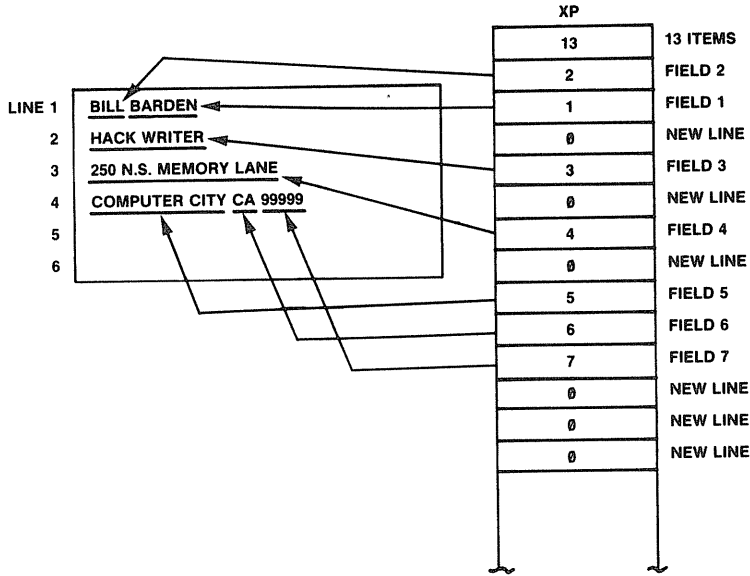 XP
13 13 ITEMS
2 FIELD 2
LINE 1 BILL BARDEN 1 FIELD 1
2 HACK WRITER 0 NEW LINE
3 250 N.S. MEMORY LANE 3 FIELD 3
4 COMPUTER CITY CA 99999 0 NEW LINE
5 4 FIELD 4
6 0 NEW LINE
5 FIELD 5
6 FIELD 6
7 FIELD 7
0 NEW LINE
0 NEW LINE
0 NEW LINE